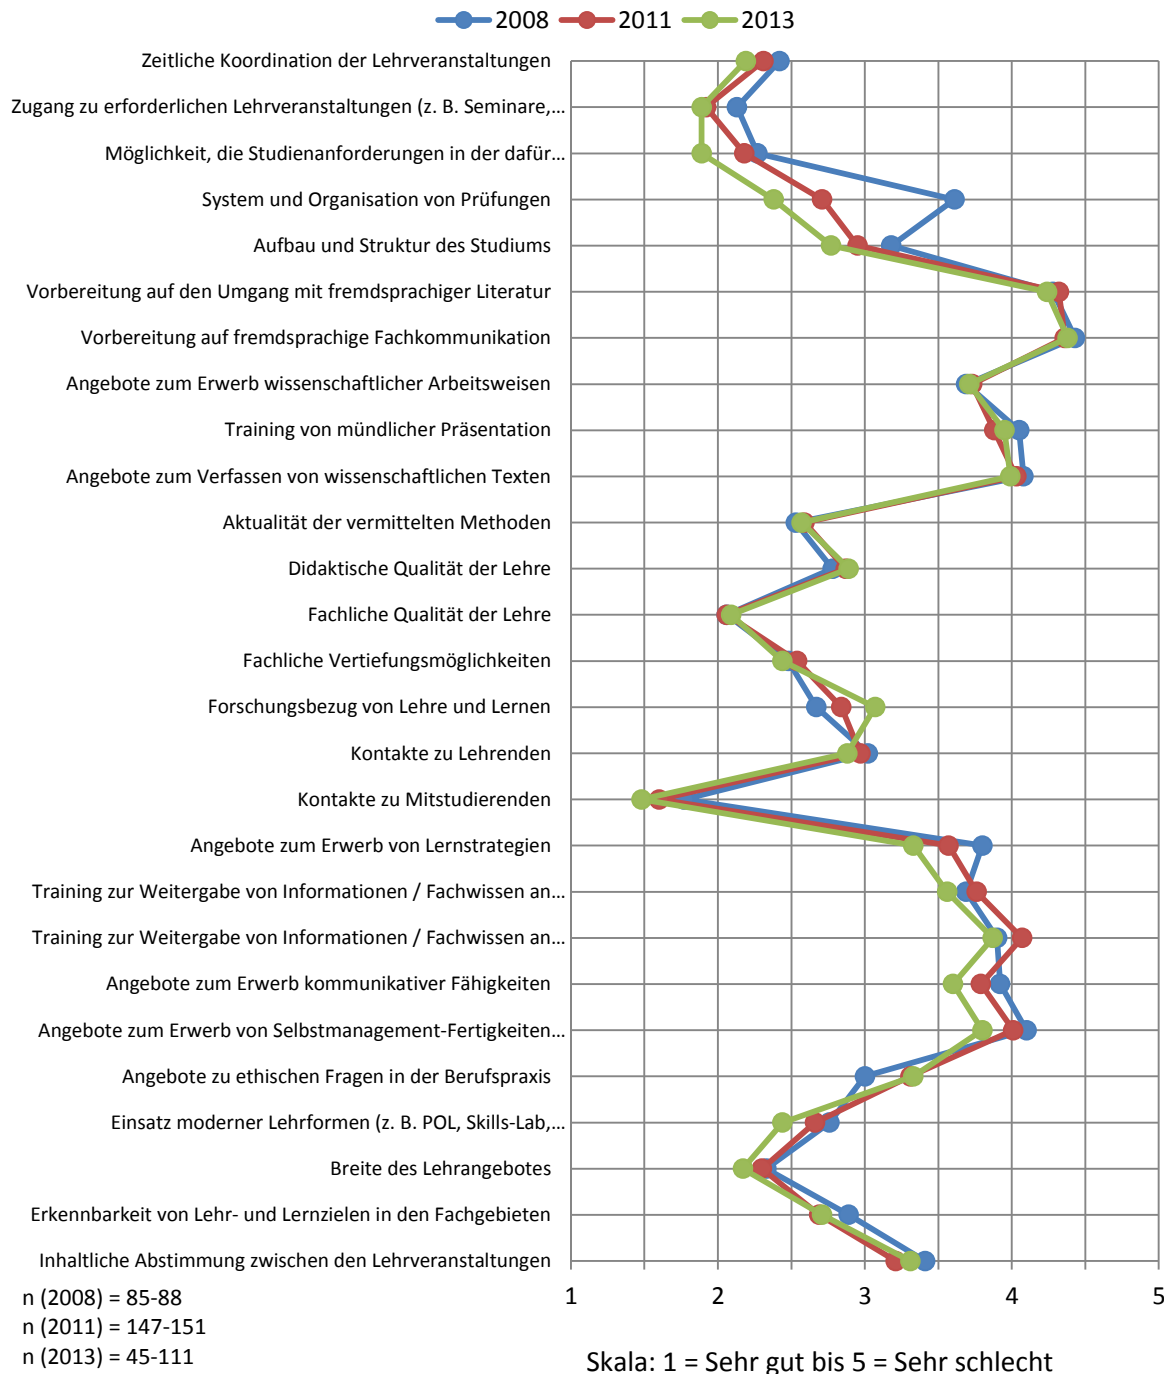 2008 2011 2013
Zeitliche Koordination der Lehrveranstaltungen
Zugang zu erforderlichen Lehrveranstaltungen (z. B. Seminare,...
Möglichkeit, die Studienanforderungen in der dafür...
System und Organisation von Prüfungen
Aufbau und Struktur des Studiums
Vorbereitung auf den Umgang mit fremdsprachiger Literatur
Vorbereitung auf fremdsprachige Fachkommunikation
Angebote zum Erwerb wissenschaftlicher Arbeitsweisen
Training von mündlicher Präsentation
Angebote zum Verfassen von wissenschaftlichen Texten
Aktualität der vermittelten Methoden
Didaktische Qualität der Lehre
Fachliche Qualität der Lehre
Fachliche Vertiefungsmöglichkeiten
Forschungsbezug von Lehre und Lernen
Kontakte zu Lehrenden
Kontakte zu Mitstudierenden
Angebote zum Erwerb von Lernstrategien
Training zur Weitergabe von Informationen / Fachwissen an...
Training zur Weitergabe von Informationen / Fachwissen an...
Angebote zum Erwerb kommunikativer Fähigkeiten
Angebote zum Erwerb von Selbstmanagement-Fertigkeiten...
Angebote zu ethischen Fragen in der Berufspraxis
Einsatz moderner Lehrformen (z. B. POL, Skills-Lab,...
Breite des Lehrangebotes
Erkennbarkeit von Lehr- und Lernzielen in den Fachgebieten
Inhaltliche Abstimmung zwischen den Lehrveranstaltungen
1 2 3 4 5
n (2008) = 85-88
n (2011) = 147-151
n (2013) = 45-111
Skala: 1 = Sehr gut bis 5 = Sehr schlecht